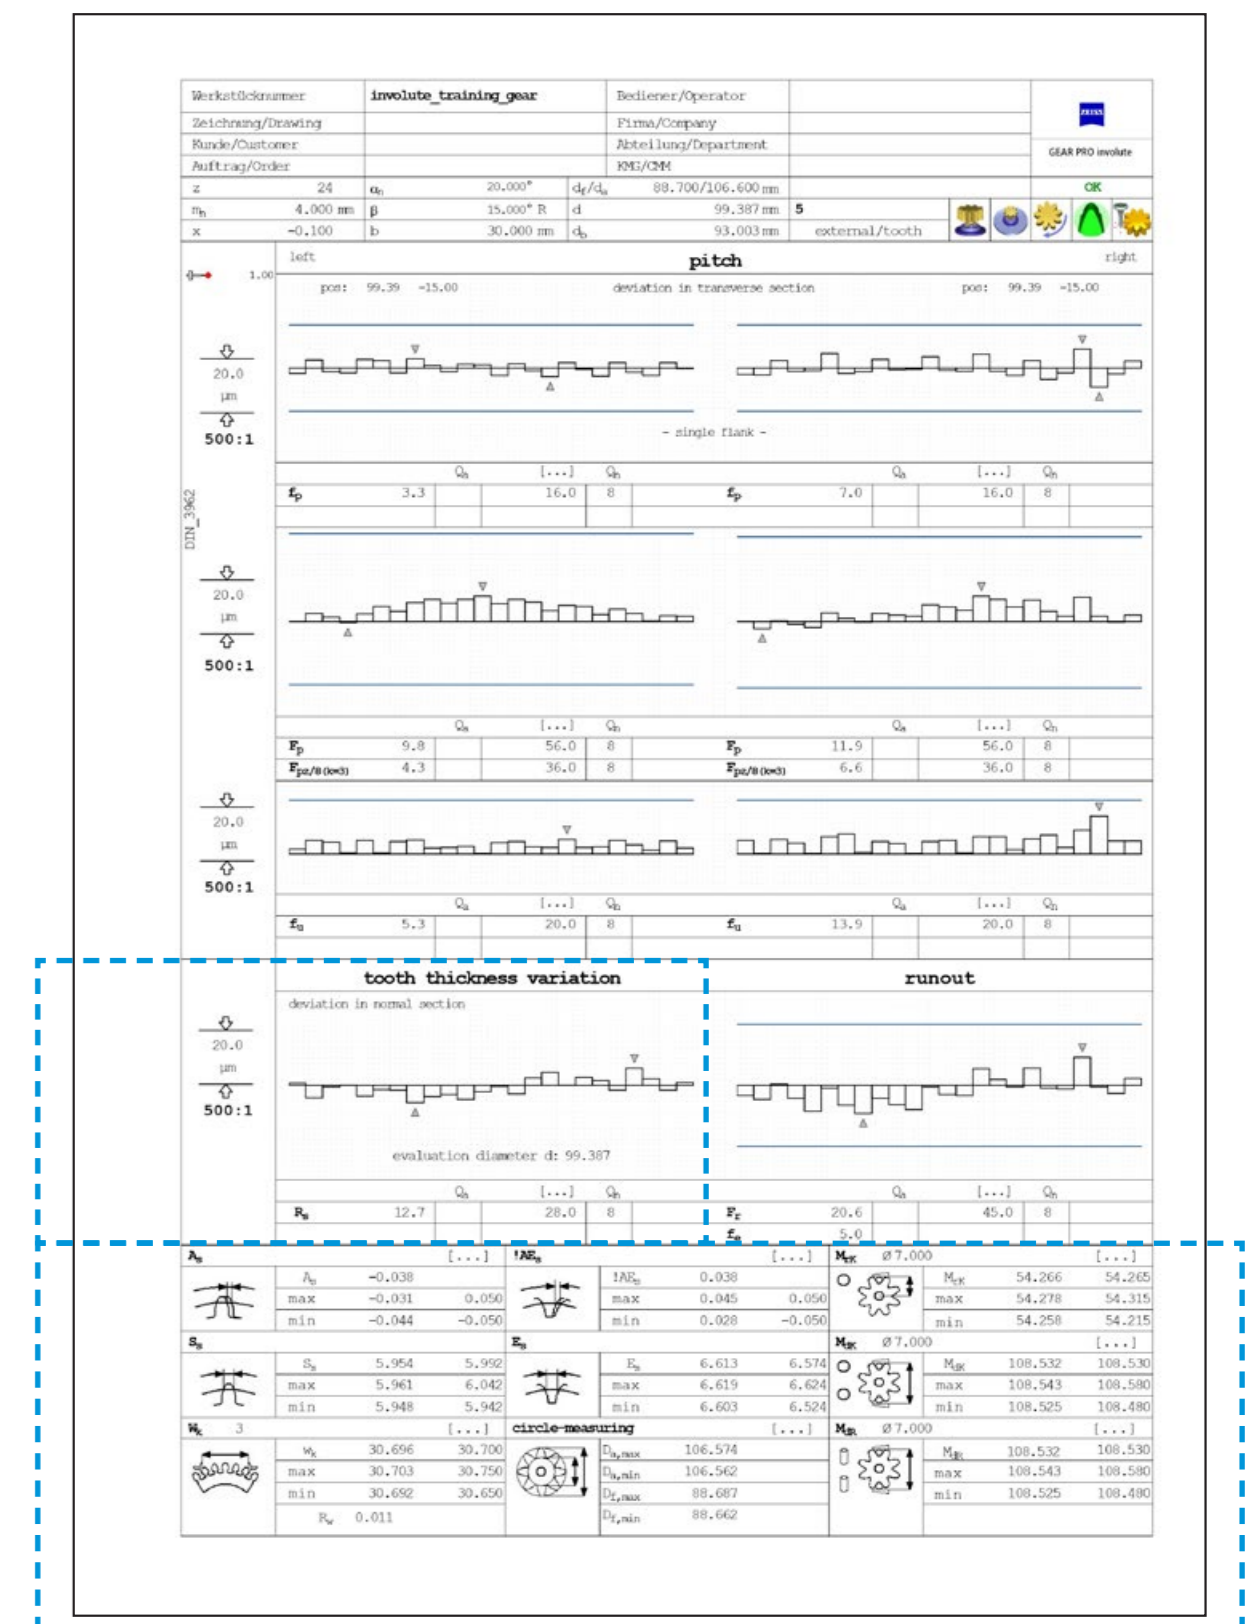 Werkstücknummer involute_training_gear Bediener/Operator
ZEISS
Zeichnung/Drawing Firma/Company
Kunde/Customer Abteilung/Department
GEAR PRO involute
Auftrag/Order KMG/CMM
z 24 αn 20.000° df/da 88.700/106.600 mm OK
mn 4.000 mm β 15.000° R d 99.387 mm 5
x -0.100 b 30.000 mm db 93.003 mm external/tooth
left pitch right
1.00
pos: 99.39 -15.00 deviation in transverse section pos: 99.39 -15.00
20.0
µm
500:1
- single flank -
Qa [...] Qn Qa [...] Qn
fp 3.3 16.0 8 fp 7.0 16.0 8
DIN_3962
20.0
µm
500:1
Qa [...] Qn Qa [...] Qn
Fp 9.8 56.0 8 Fp 11.9 56.0 8
Fpz/8(k=3) 4.3 36.0 8 Fpz/8(k=3) 6.6 36.0 8
20.0
µm
500:1
Qa [...] Qn Qa [...] Qn
fu 5.3 20.0 8 fu 13.9 20.0 8
tooth thickness variation runout
deviation in normal section
20.0
µm
500:1
evaluation diameter d: 99.387
Qa [...] Qn Qa [...] Qn
Rs 12.7 28.0 8 Fr 20.6 45.0 8
fe 5.0
As [...] !AEs [...] MrK Ø7.000 [...]
As -0.038 !AEs 0.038 MrK 54.266 54.265
max -0.031 0.050 max 0.045 0.050 max 54.278 54.315
min -0.044 -0.050 min 0.028 -0.050 min 54.258 54.215
Ss Es MdK Ø7.000 [...]
Ss 5.954 5.992 Es 6.613 6.574 MdK 108.532 108.530
max 5.961 6.042 max 6.619 6.624 max 108.543 108.580
min 5.948 5.942 min 6.603 6.524 min 108.525 108.480
Wk 3 [...] circle-measuring [...] MdR Ø7.000 [...]
Wk 30.696 30.700 Da,max 106.574 MdR 108.532 108.530
max 30.703 30.750 Da,min 106.562 max 108.543 108.580
min 30.692 30.650 Df,max 88.687 min 108.525 108.480
Rw 0.011 Df,min 88.662